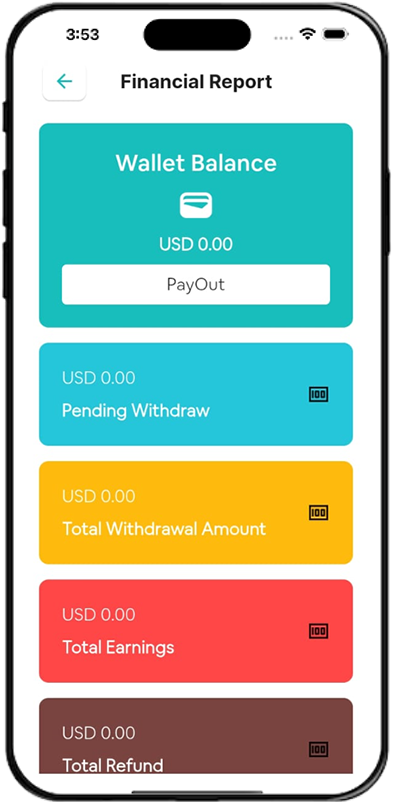 3:53
Financial Report
Wallet Balance
USD 0.00
PayOut
USD 0.00
Pending Withdraw
100
USD 0.00
Total Withdrawal Amount
100
USD 0.00
Total Earnings
100
USD 0.00
Total Refund
100